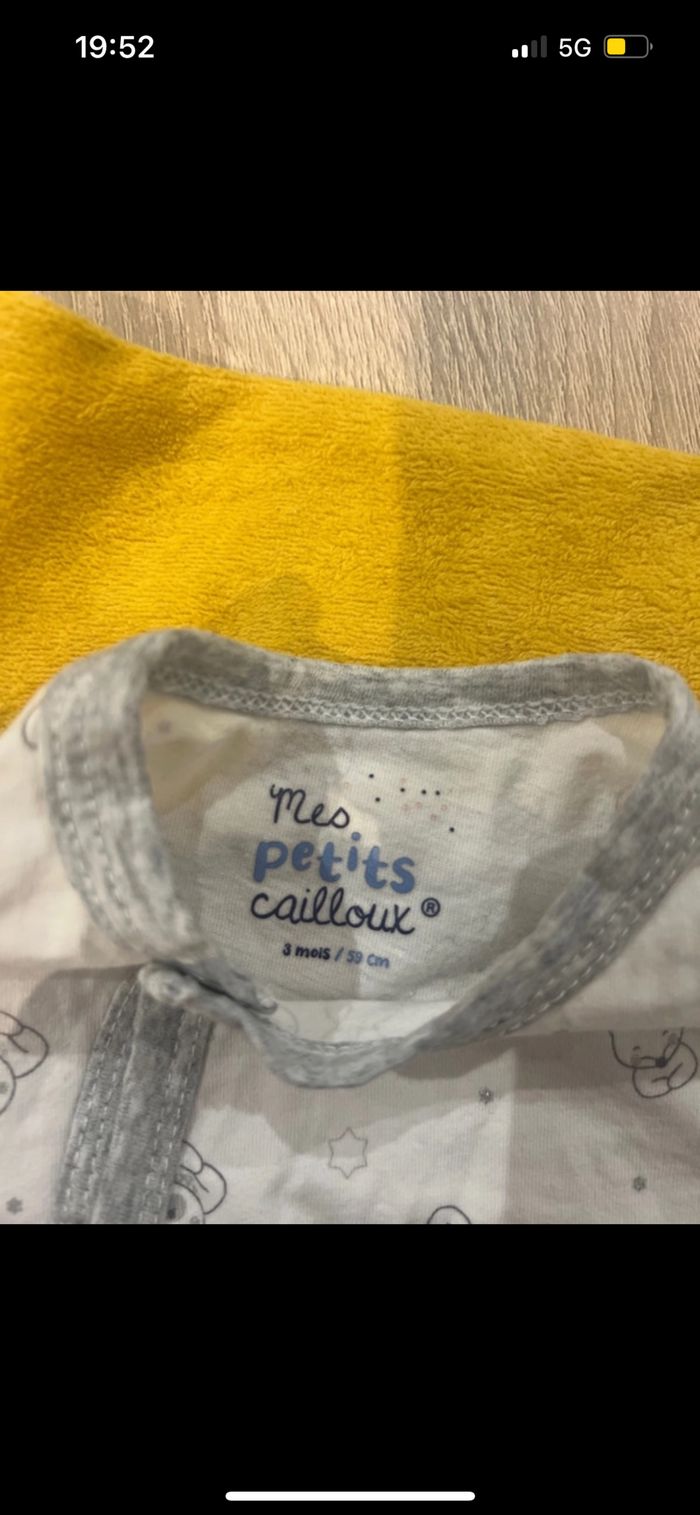 19:52 5G
Mes
petits
cailloux®
3 mois / 59 cm